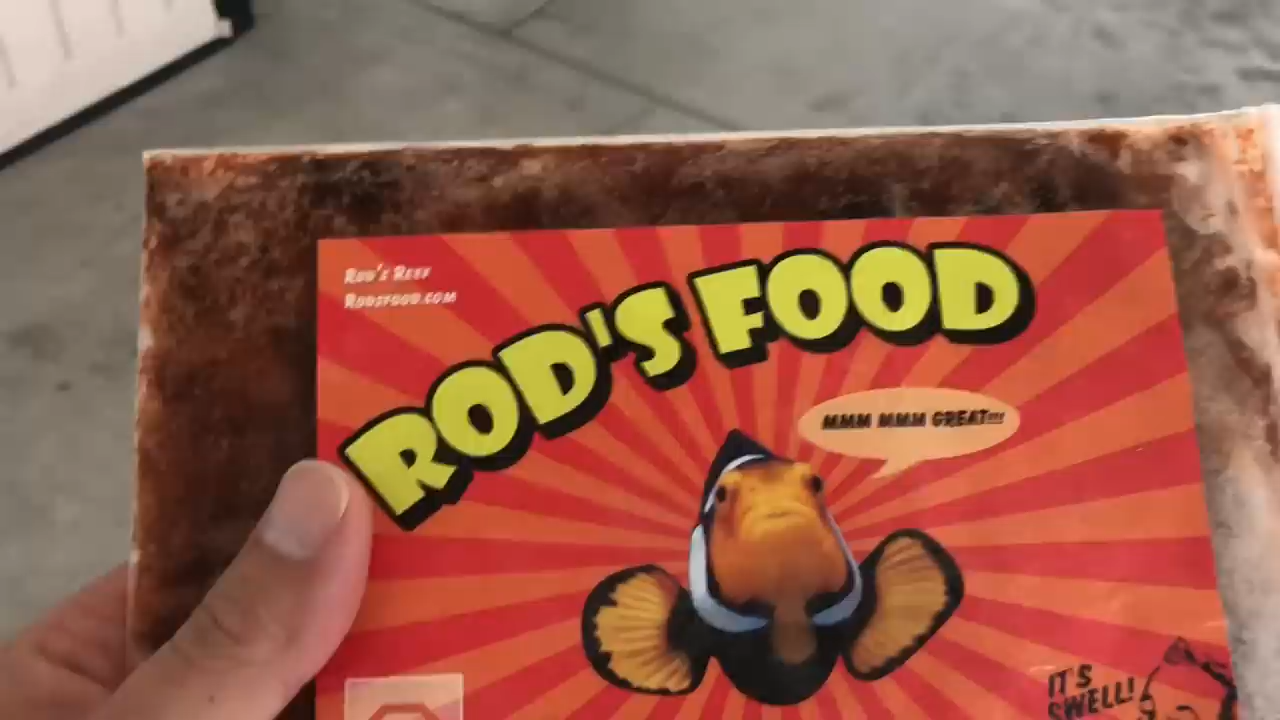 ROD'S REEF
RODSFOOD.COM
ROD'S FOOD
MMM MMM GREAT!!!
IT'S
SWELL!